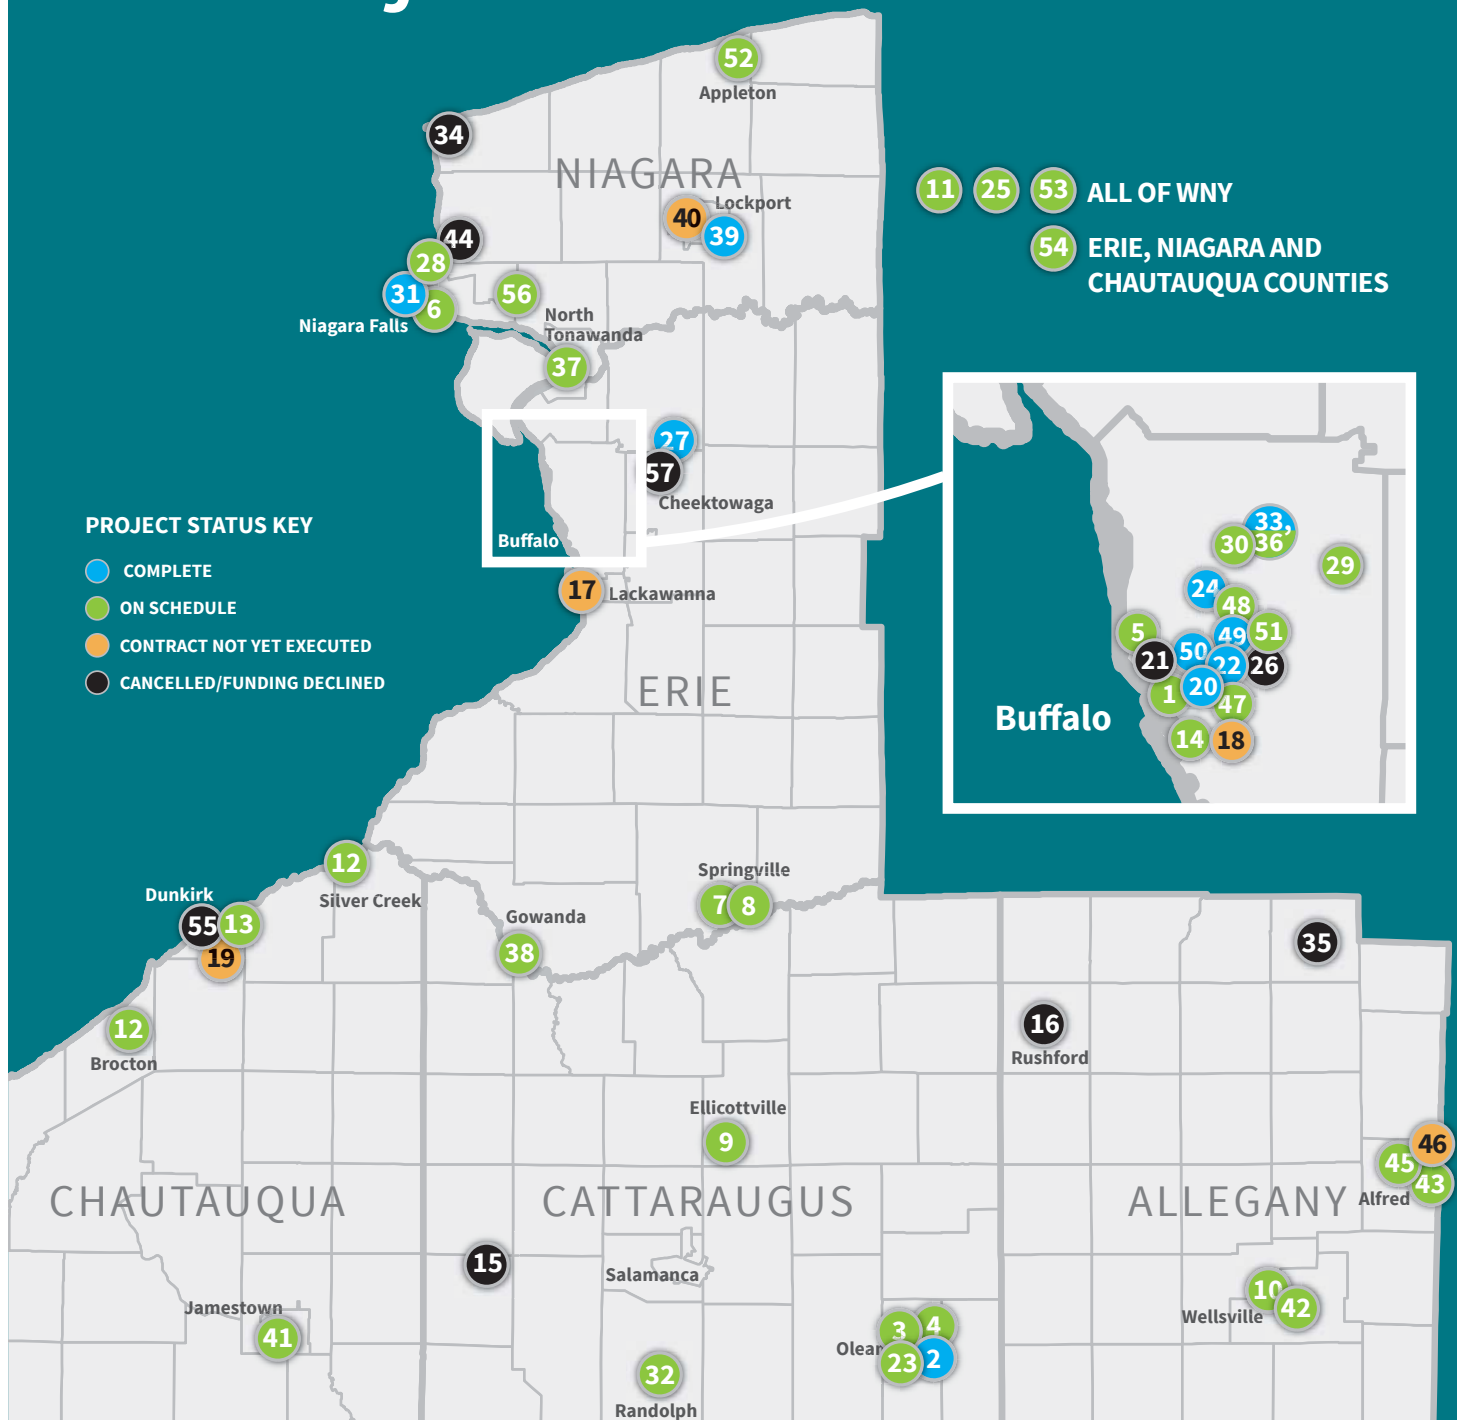 52
Appleton
34
NIAGARA
11 25 53 ALL OF WNY
Lockport
40
39
44
28
54 ERIE, NIAGARA AND
CHAUTAUQUA COUNTIES
31
6
56
Niagara Falls
North
Tonawanda
37
27
57
Cheektowaga
Buffalo
17
Lackawanna
PROJECT STATUS KEY
COMPLETE
ON SCHEDULE
CONTRACT NOT YET EXECUTED
CANCELLED/FUNDING DECLINED
33,
36
30
29
24
48
5
49
51
21
50
22
26
1
20
47
Buffalo
14
18
ERIE
12
Silver Creek
Dunkirk
55
13
19
Springville
7
8
Gowanda
38
35
12
Brocton
16
Rushford
Ellicottville
9
46
45
43
Alfred
CHAUTAUQUA
CATTARAUGUS
ALLEGANY
15
Salamanca
10
42
Wellsville
Jamestown
41
3
4
Olean
23
2
32
Randolph